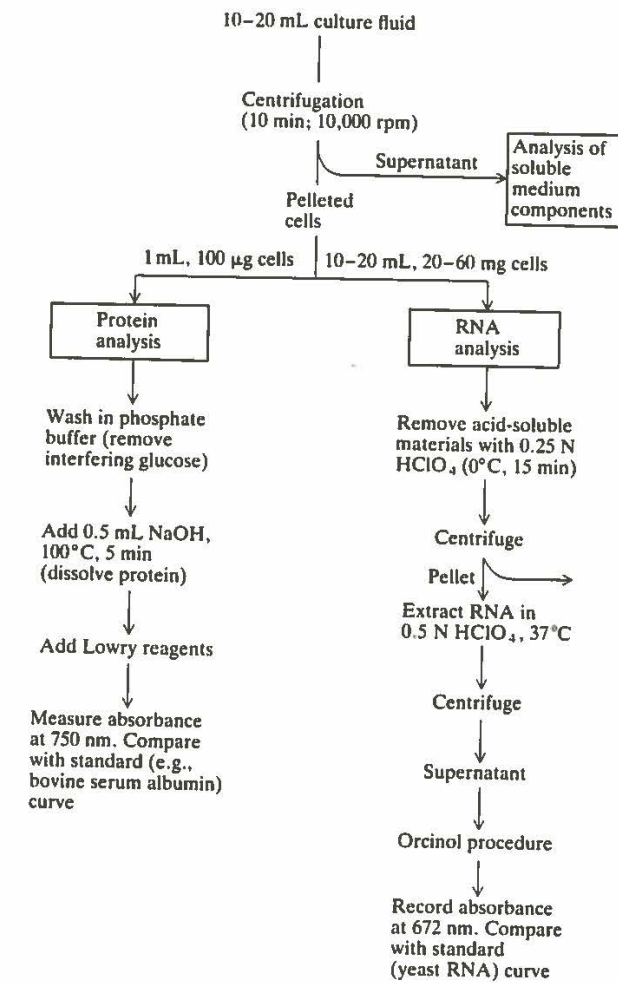 10–20 mL culture fluid
Centrifugation
(10 min; 10,000 rpm)
Supernatant
Analysis of
soluble
medium
components
Pelleted
cells
1 mL, 100 μg cells
10–20 mL, 20–60 mg cells
Protein
analysis
Wash in phosphate
buffer (remove
interfering glucose)
Add 0.5 mL NaOH,
100°C, 5 min
(dissolve protein)
Add Lowry reagents
Measure absorbance
at 750 nm. Compare
with standard (e.g.,
bovine serum albumin)
curve
RNA
analysis
Remove acid-soluble
materials with 0.25 N
HClO₄ (0°C, 15 min)
Centrifuge
Pellet
Extract RNA in
0.5 N HClO₄, 37°C
Centrifuge
Supernatant
Orcinol procedure
Record absorbance
at 672 nm. Compare
with standard
(yeast RNA) curve